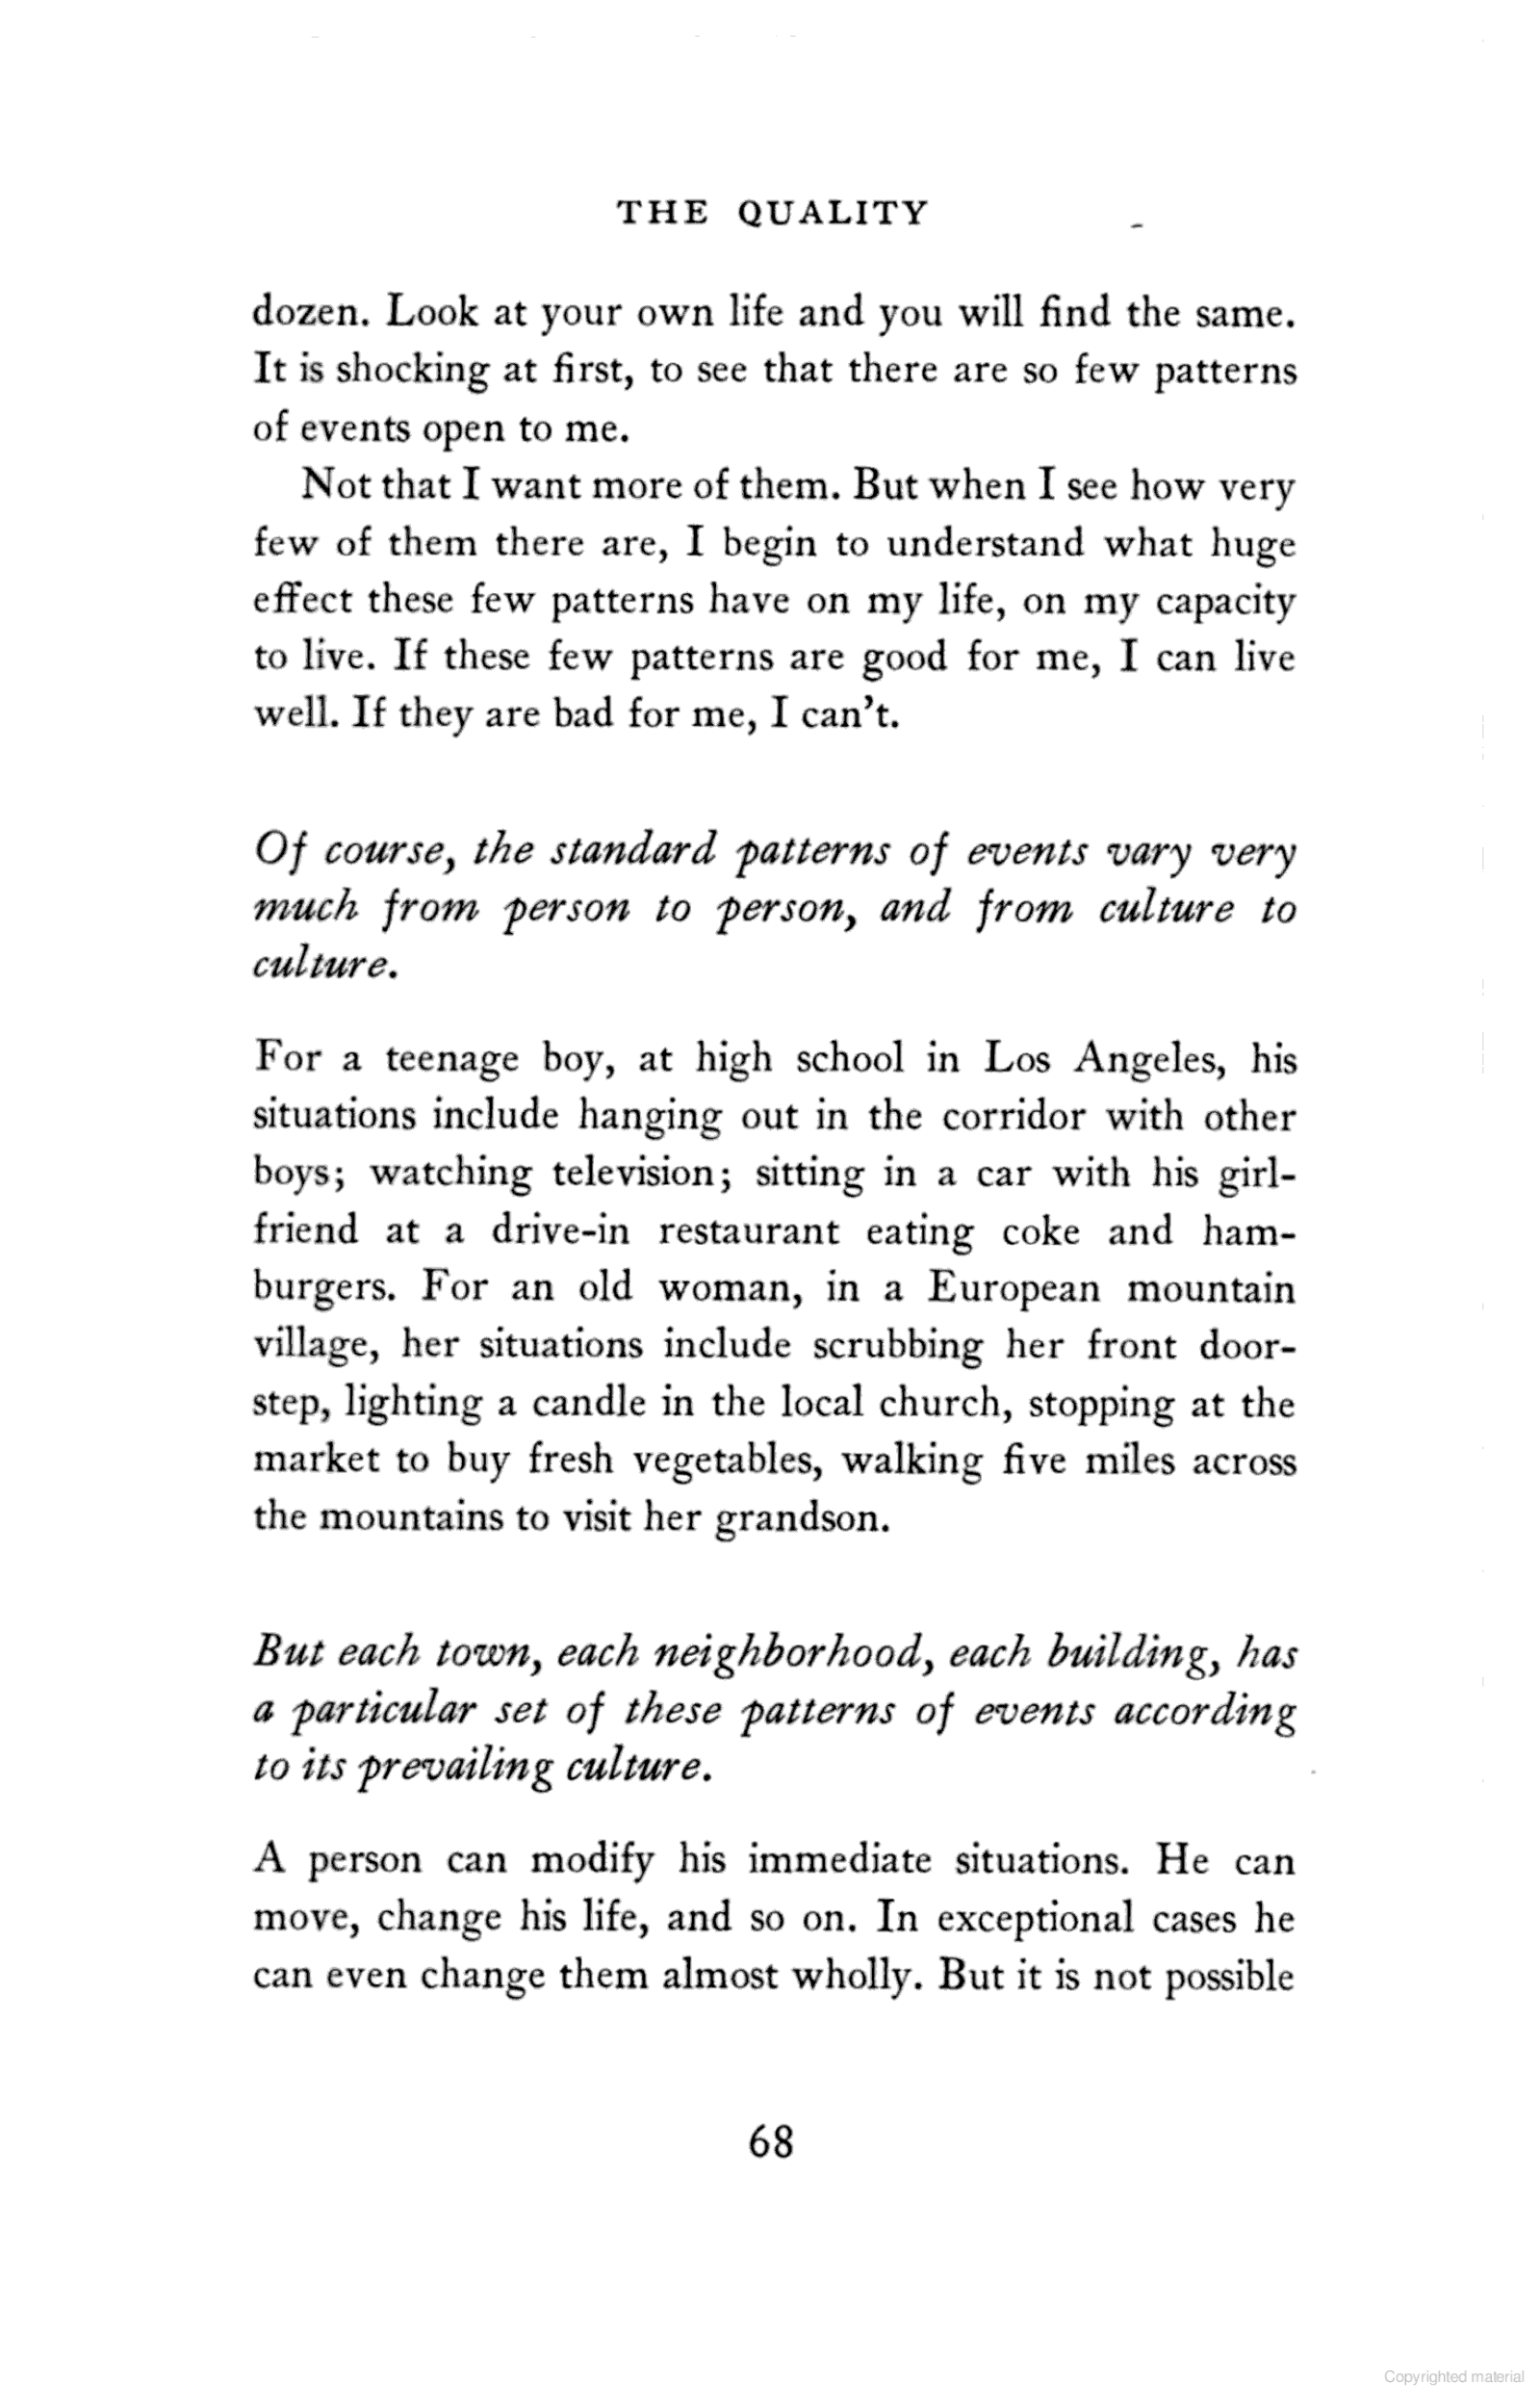 THE QUALITY
dozen. Look at your own life and you will find the same.
It is shocking at first, to see that there are so few patterns
of events open to me.
Not that I want more of them. But when I see how very
few of them there are, I begin to understand what huge
effect these few patterns have on my life, on my capacity
to live. If these few patterns are good for me, I can live
well. If they are bad for me, I can't.
Of course, the standard patterns of events vary very
much from person to person, and from culture to
culture.
For a teenage boy, at high school in Los Angeles, his
situations include hanging out in the corridor with other
boys; watching television; sitting in a car with his girl-
friend at a drive-in restaurant eating coke and ham-
burgers. For an old woman, in a European mountain
village, her situations include scrubbing her front door-
step, lighting a candle in the local church, stopping at the
market to buy fresh vegetables, walking five miles across
the mountains to visit her grandson.
But each town, each neighborhood, each building, has
a particular set of these patterns of events according
to its prevailing culture.
A person can modify his immediate situations. He can
move, change his life, and so on. In exceptional cases he
can even change them almost wholly. But it is not possible
68
Copyrighted material